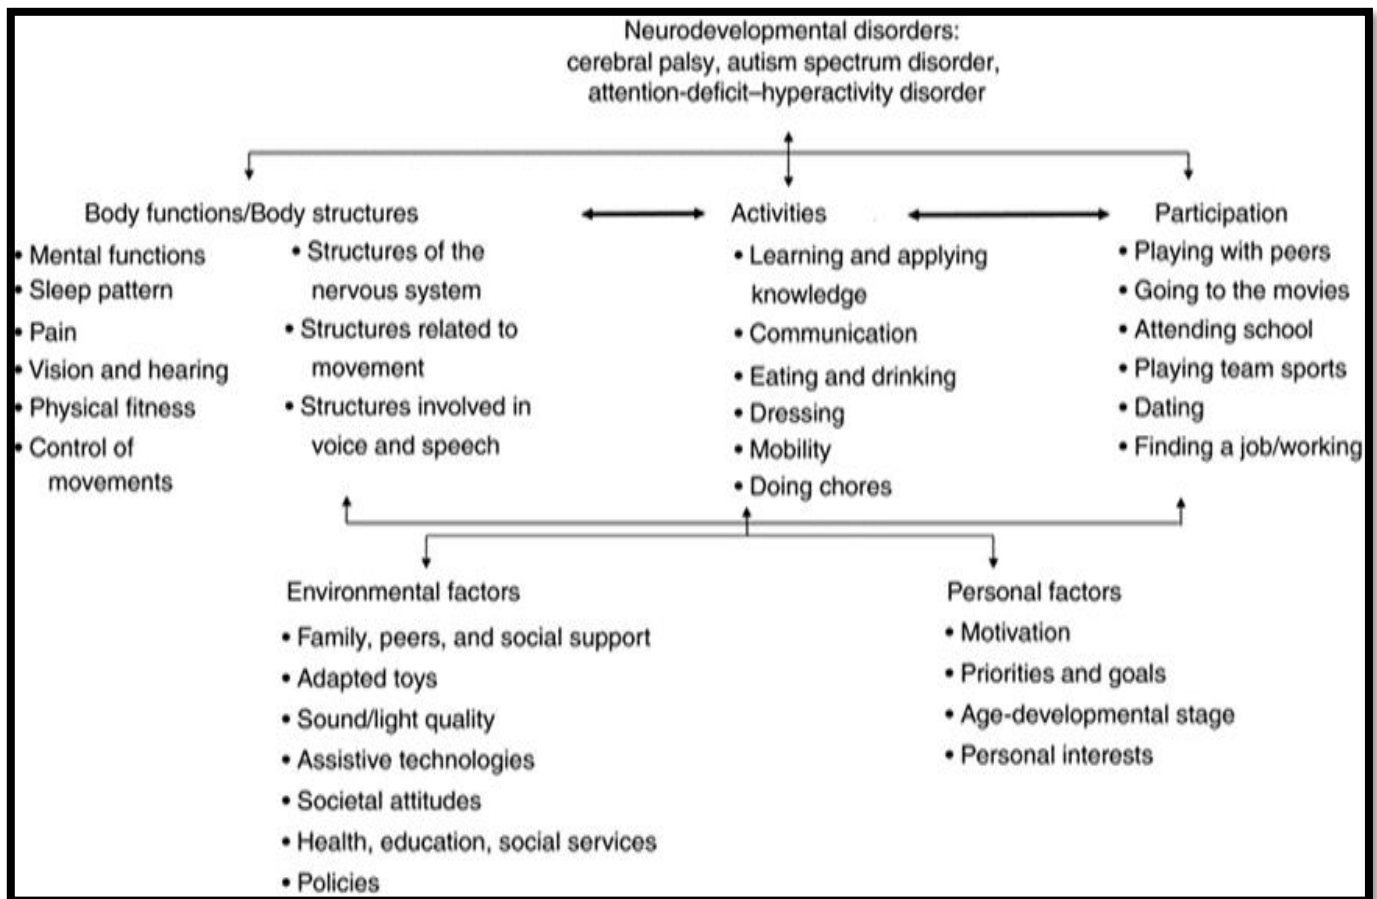 Neurodevelopmental disorders:
cerebral palsy, autism spectrum disorder,
attention-deficit–hyperactivity disorder
Body functions/Body structures
• Mental functions
• Sleep pattern
• Pain
• Vision and hearing
• Physical fitness
• Control of
movements
• Structures of the
nervous system
• Structures related to
movement
• Structures involved in
voice and speech
Activities
• Learning and applying
knowledge
• Communication
• Eating and drinking
• Dressing
• Mobility
• Doing chores
Participation
• Playing with peers
• Going to the movies
• Attending school
• Playing team sports
• Dating
• Finding a job/working
Environmental factors
• Family, peers, and social support
• Adapted toys
• Sound/light quality
• Assistive technologies
• Societal attitudes
• Health, education, social services
• Policies
Personal factors
• Motivation
• Priorities and goals
• Age-developmental stage
• Personal interests